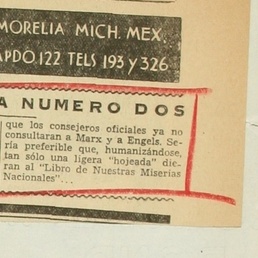 MORELIA MICH. MEX.
APDO. 122 TELS 193 y 326
A NUMERO DOS
que los consejeros oficiales ya no
consultaran a Marx y a Engels. Se-
ría preferible que, humanizándose,
tan sólo una ligera "hojeada" die-
ran al "Libro de Nuestras Miserias
Nacionales"...